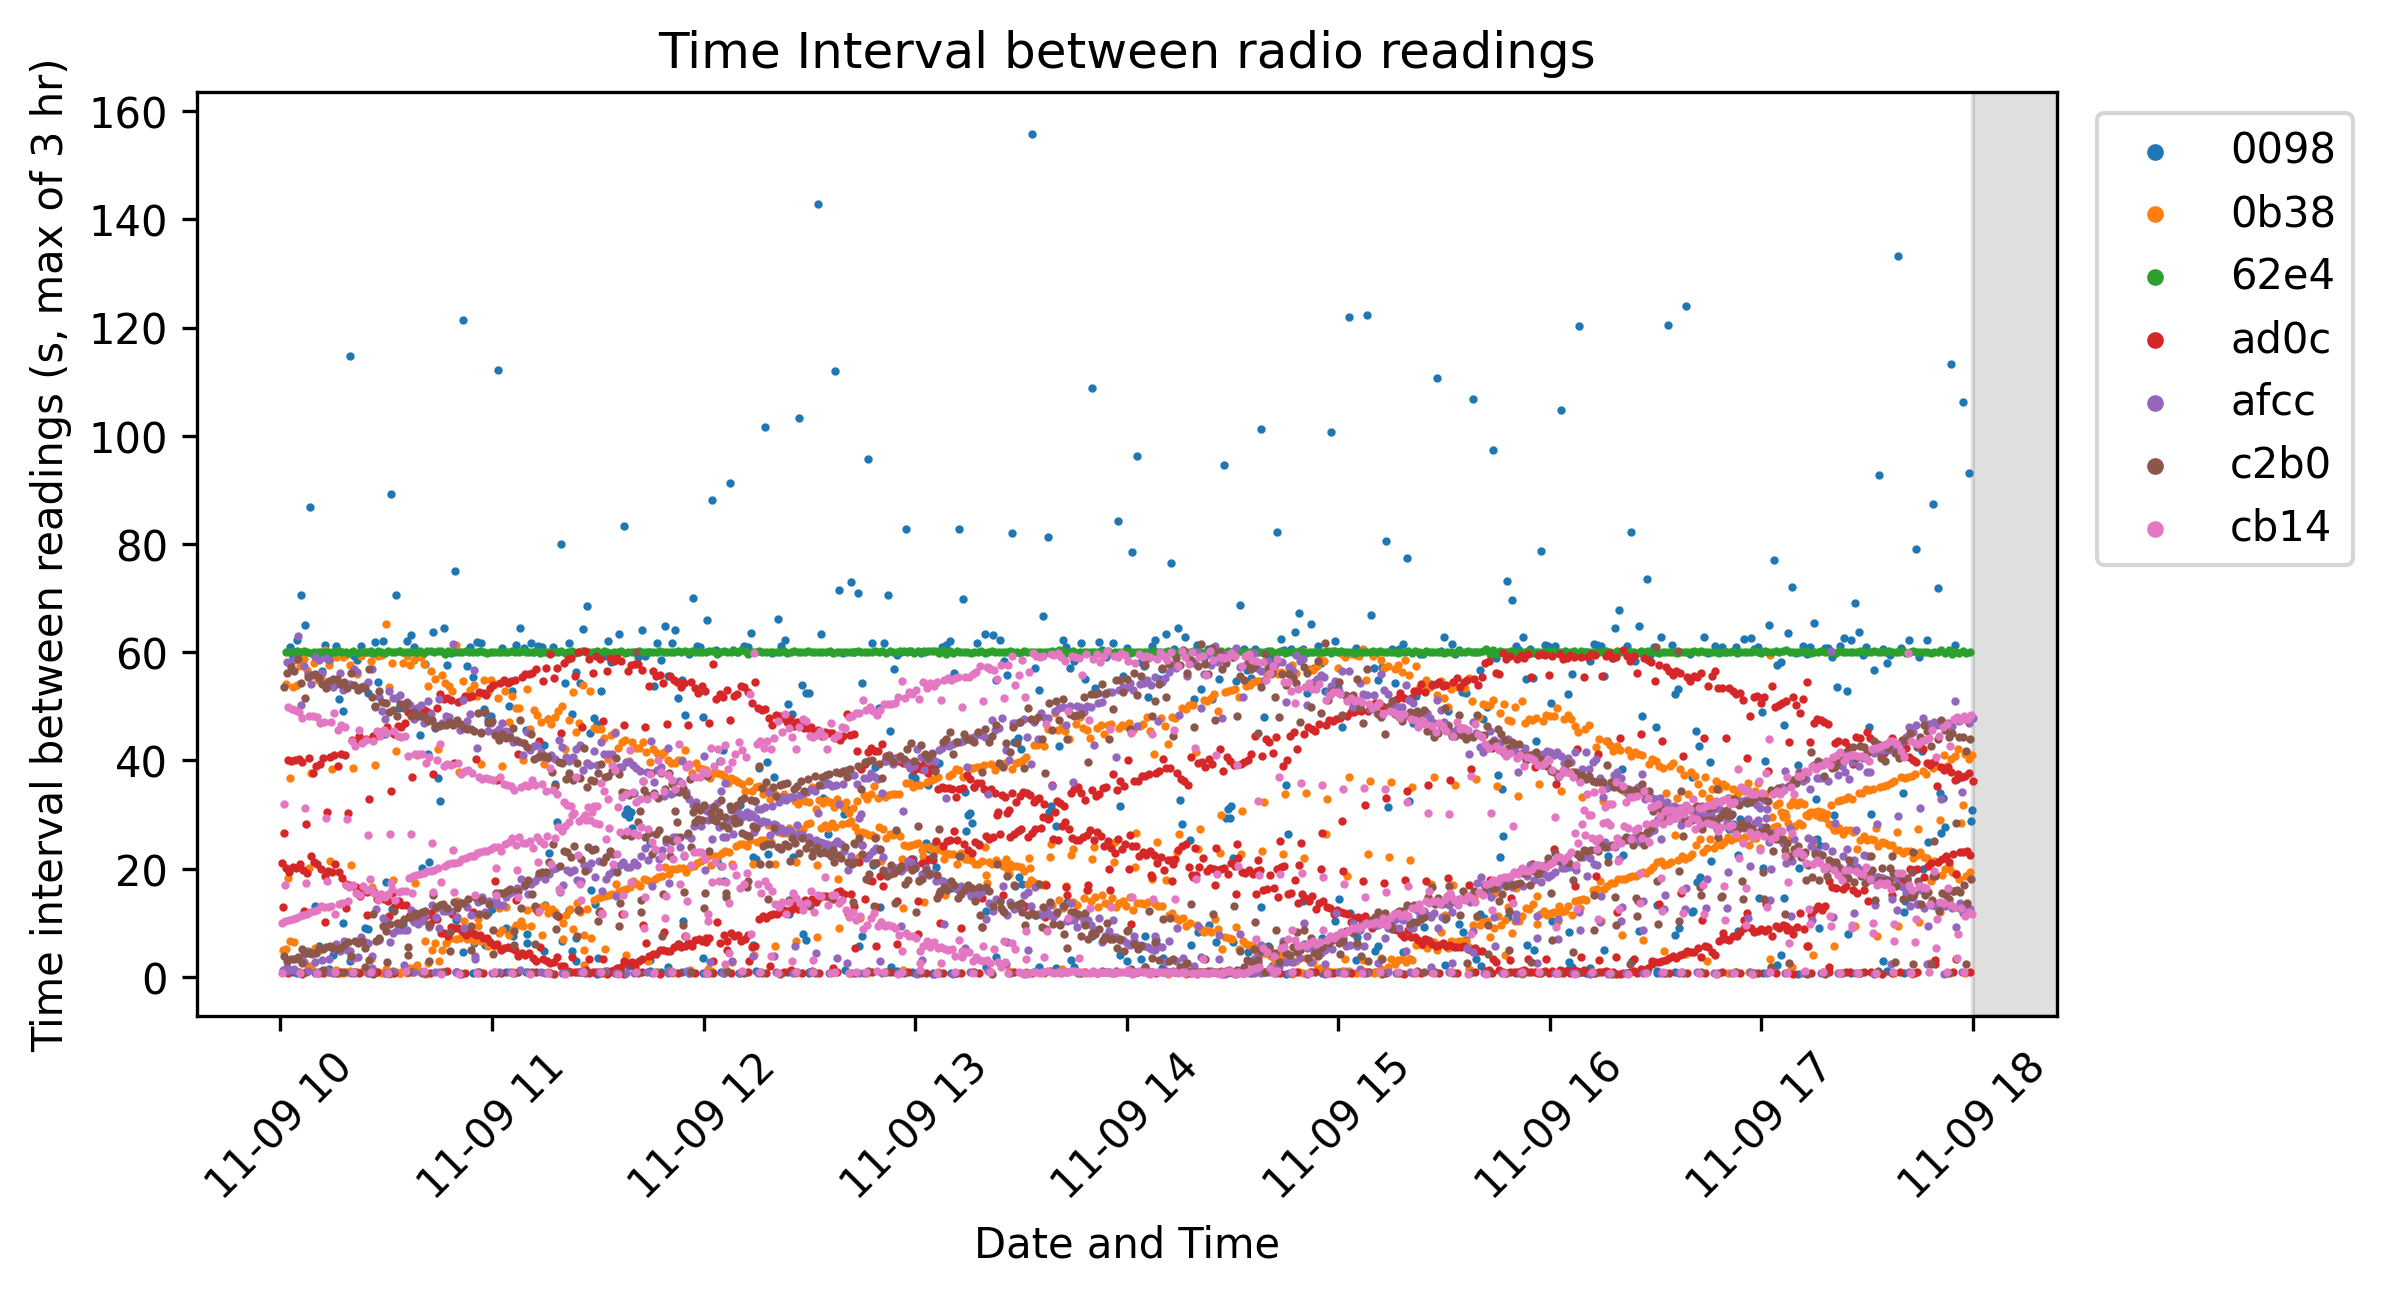 Time Interval between radio readings
Time interval between readings (s, max of 3 hr)
160
140
120
100
80
60
40
20
0
11-09 10
11-09 11
11-09 12
11-09 13
11-09 14
11-09 15
11-09 16
11-09 17
11-09 18
Date and Time
0098
0b38
62e4
ad0c
afcc
c2b0
cb14